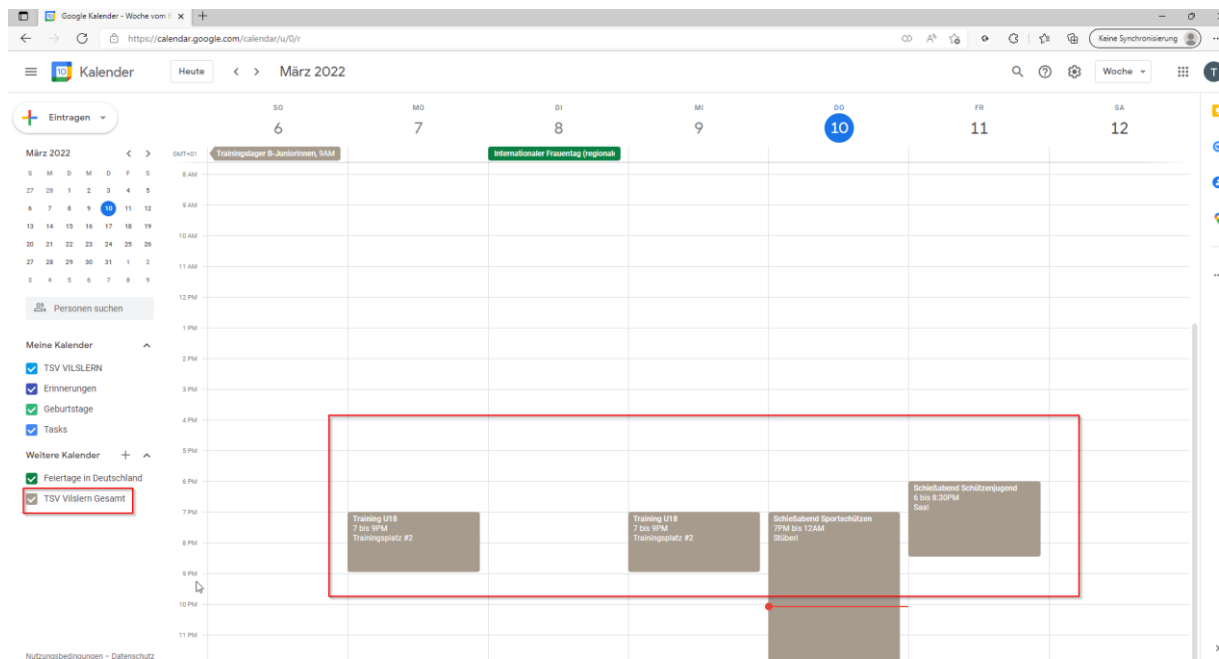 Google Kalender - Woche vom 6
https://calendar.google.com/calendar/u/0/r
Keine Synchronisierung
10 Kalender
Heute
März 2022
Woche
T
Eintragen
März 2022
S M D M D F S
27 28 1 2 3 4 5
6 7 8 9 10 11 12
13 14 15 16 17 18 19
20 21 22 23 24 25 26
27 28 29 30 31 1 2
3 4 5 6 7 8 9
Personen suchen
Meine Kalender
TSV VILSLERN
Erinnerungen
Geburtstage
Tasks
Weitere Kalender
Feiertage in Deutschland
TSV Vilslern Gesamt
Nutzungsbedingungen – Datenschutz
SO MO DI MI DO FR SA
6 7 8 9 10 11 12
GMT+01
Trainingslager B-Juniorinnen, 9AM
Internationaler Frauentag (regionale
8 AM
9 AM
10 AM
11 AM
12 PM
1 PM
2 PM
3 PM
4 PM
5 PM
6 PM
7 PM
8 PM
9 PM
10 PM
11 PM
Training U18
7 bis 9PM
Trainingsplatz #2
Training U18
7 bis 9PM
Trainingsplatz #2
Schießabend Sportschützen
7PM bis 12AM
Stüberl
Schießabend Schützenjugend
6 bis 8:30PM
Saal